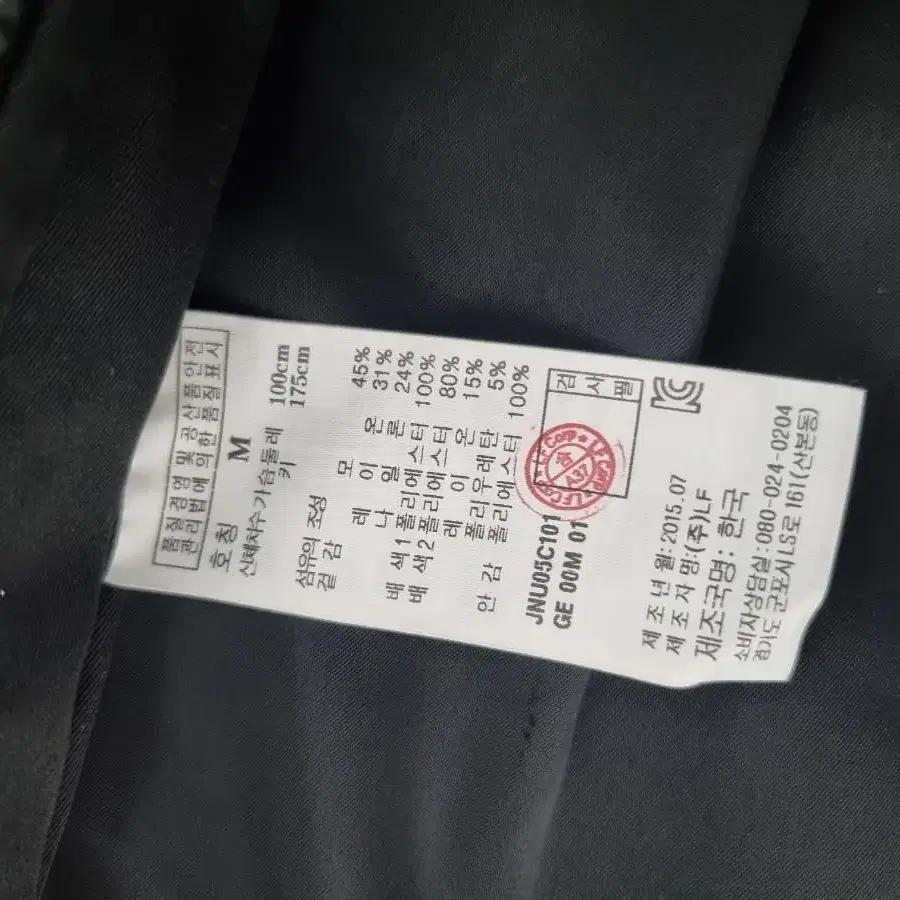 품질경영 및 공산품안전
관리법에 의한 품질표시
호칭 M
신체치수 가슴둘레 100cm
키 175cm
섬유의 조성
겉감 모 45%
레이온 31%
나일론 24%
배색1 폴리에스터 100%
배색2 폴리에스터 80%
레이온 15%
폴리우레탄 5%
안감 폴리에스터 100%
검사필
LF Corp
A37
JNU05C101
GE 00M 01
제조년월:2015.07
제조자명:(주)LF
제조국명: 한국
소비자상담실:080-024-0204
경기도 군포시 LS로 161(산본동)